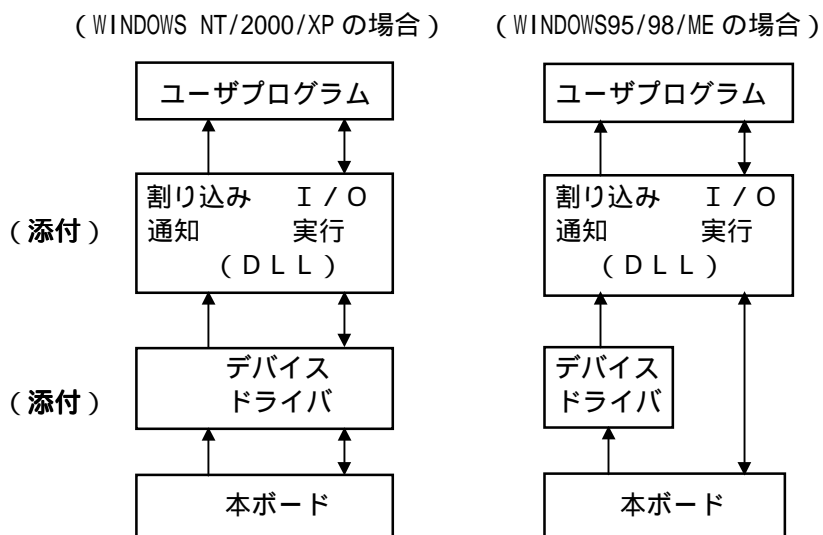 （WINDOWS NT/2000/XP の場合）
ユーザプログラム
割り込み　Ｉ／Ｏ
通知　実行
（ＤＬＬ）
（添付）
デバイス
ドライバ
（添付）
本ボード
（WINDOWS95/98/ME の場合）
ユーザプログラム
割り込み　Ｉ／Ｏ
通知　実行
（ＤＬＬ）
デバイス
ドライバ
本ボード